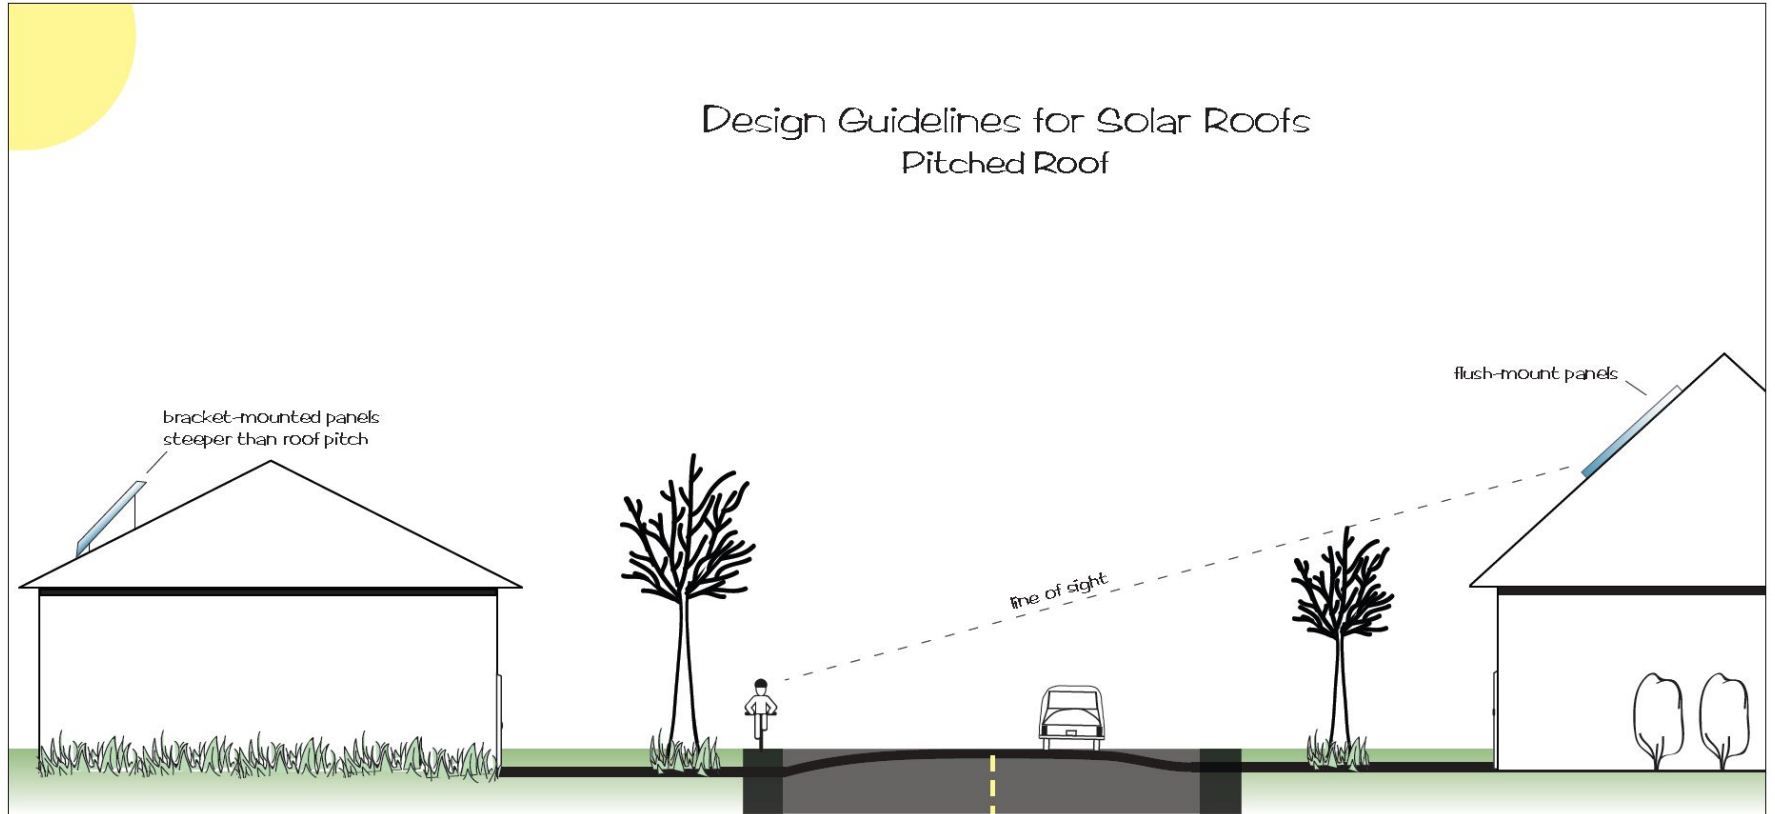 Design Guidelines for Solar Roofs
Pitched Roof
flush-mount panels
bracket-mounted panels
steeper than roof pitch
line of sight